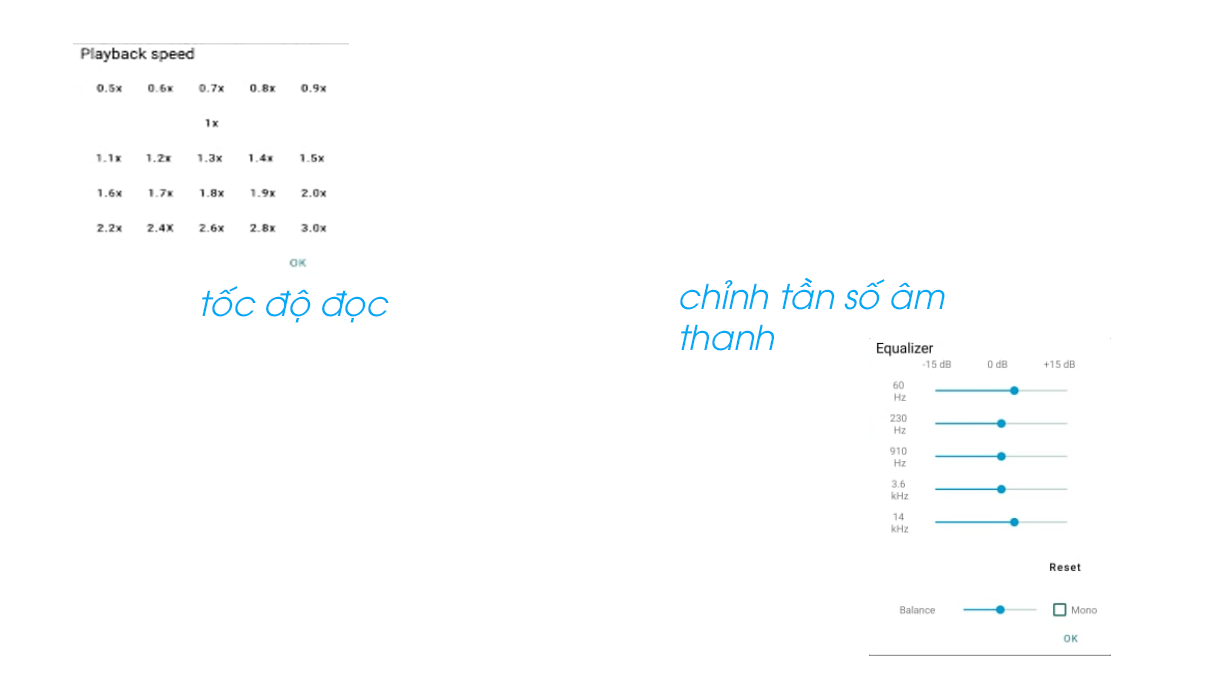 Playback speed
0.5x 0.6x 0.7x 0.8x 0.9x
1x
1.1x 1.2x 1.3x 1.4x 1.5x
1.6x 1.7x 1.8x 1.9x 2.0x
2.2x 2.4X 2.6x 2.8x 3.0x
OK
tốc độ đọc
chỉnh tần số âm
thanh
Equalizer
-15 dB 0 dB +15 dB
60
Hz
230
Hz
910
Hz
3.6
kHz
14
kHz
Reset
Balance Mono
OK